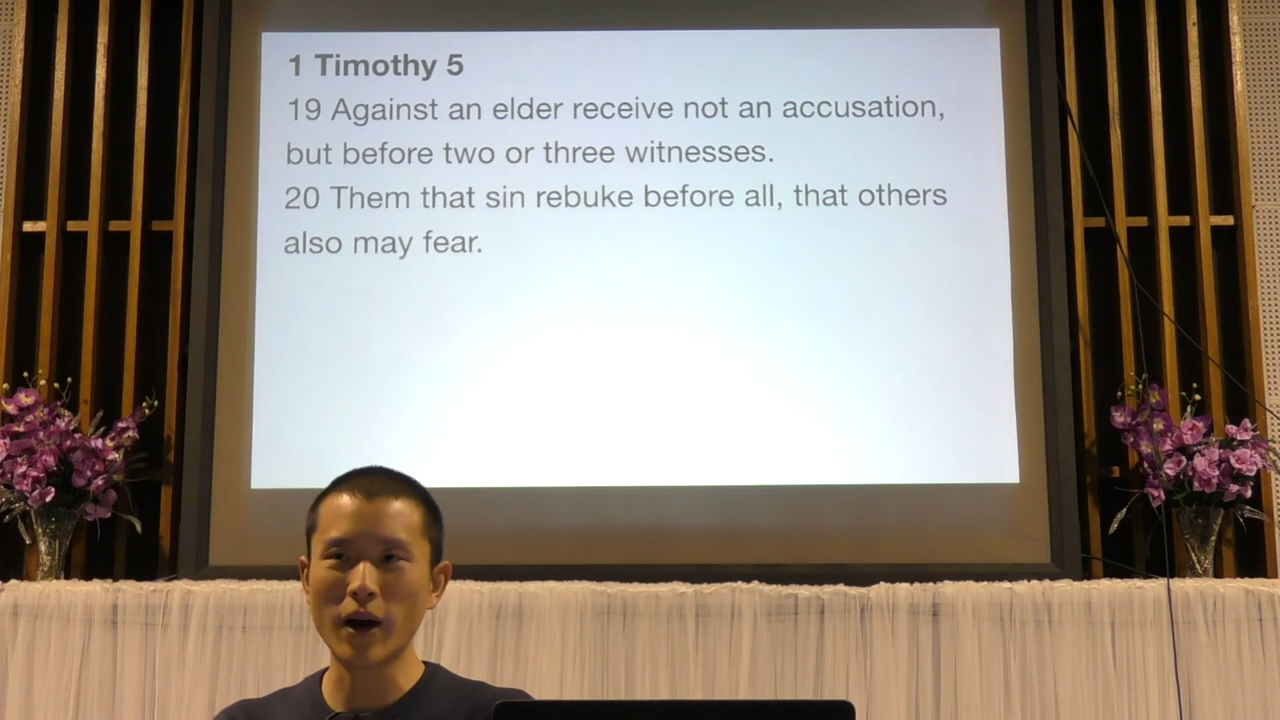 1 Timothy 5
19 Against an elder receive not an accusation,
but before two or three witnesses.
20 Them that sin rebuke before all, that others
also may fear.